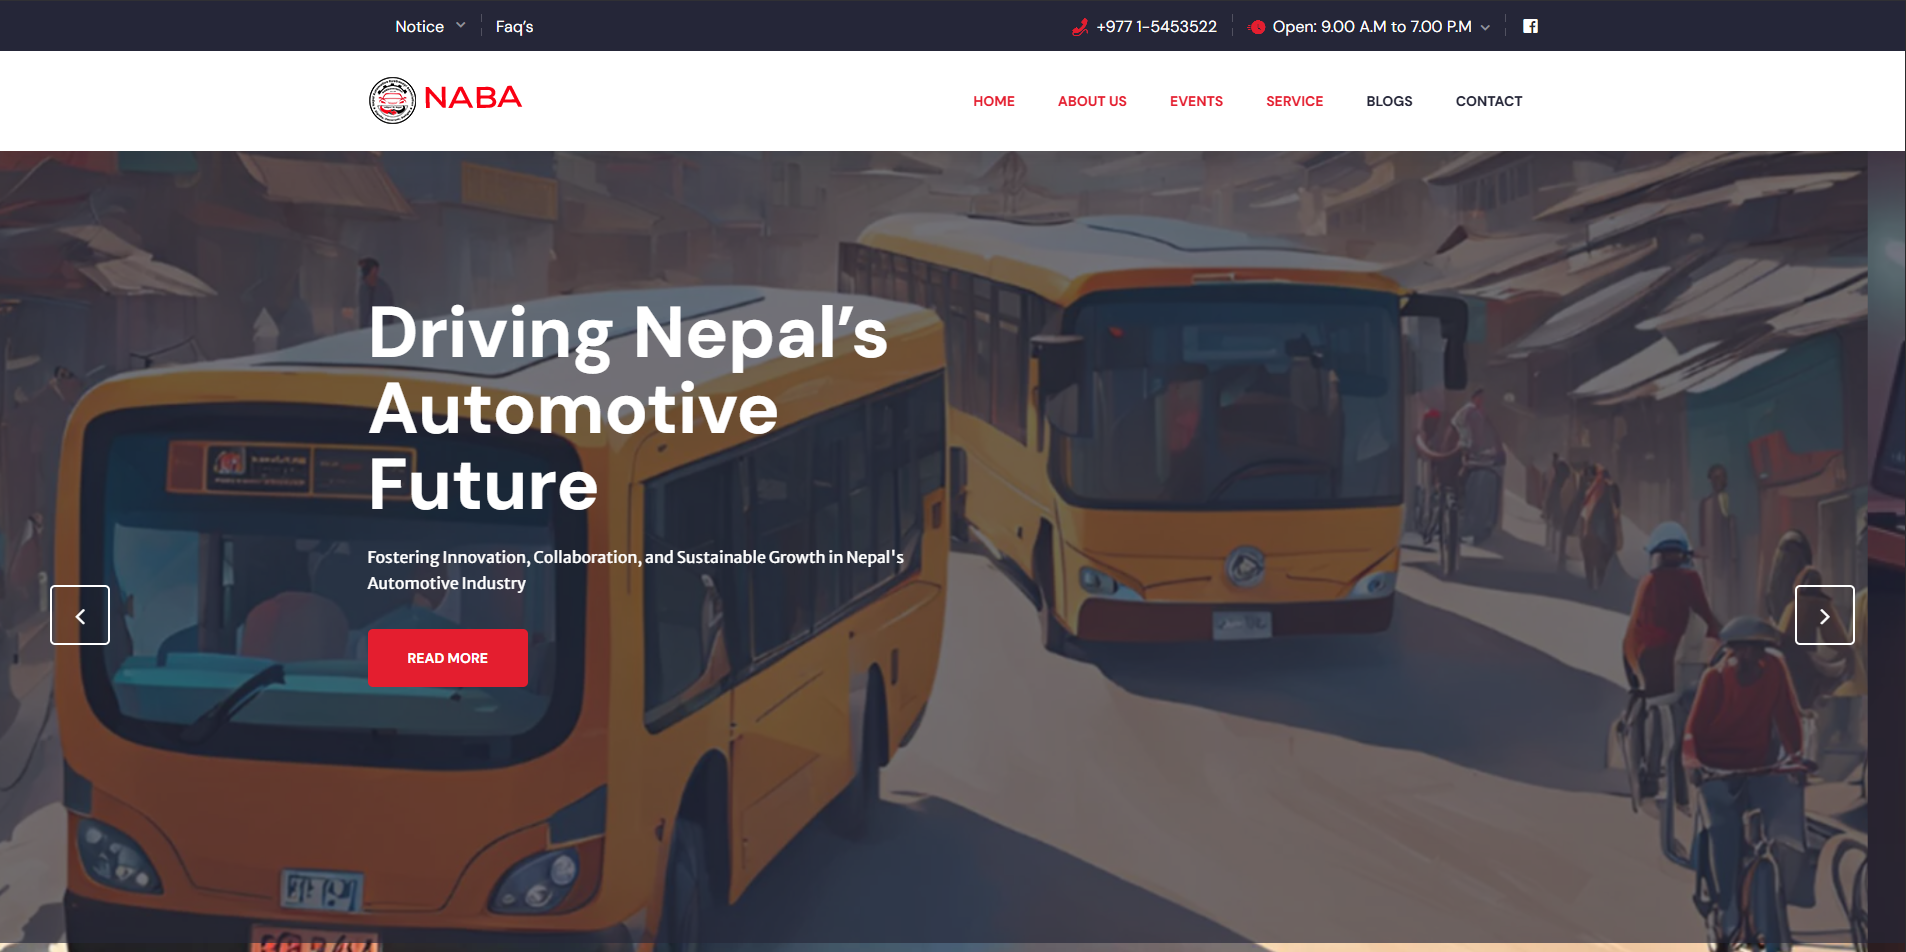 Notice
Faq's
+977 1-5453522
Open: 9.00 A.M to 7.00 P.M
NABA
HOME
ABOUT US
EVENTS
SERVICE
BLOGS
CONTACT
Driving Nepal's
Automotive
Future
Fostering Innovation, Collaboration, and Sustainable Growth in Nepal's
Automotive Industry
READ MORE